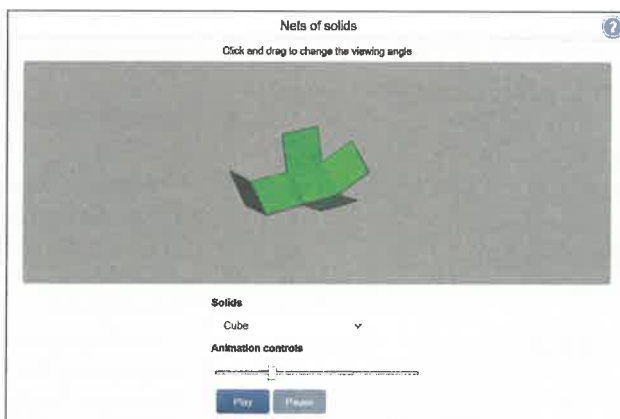 Nets of solids
?
Click and drag to change the viewing angle
Solids
Cube
Animation controls
Play Pause